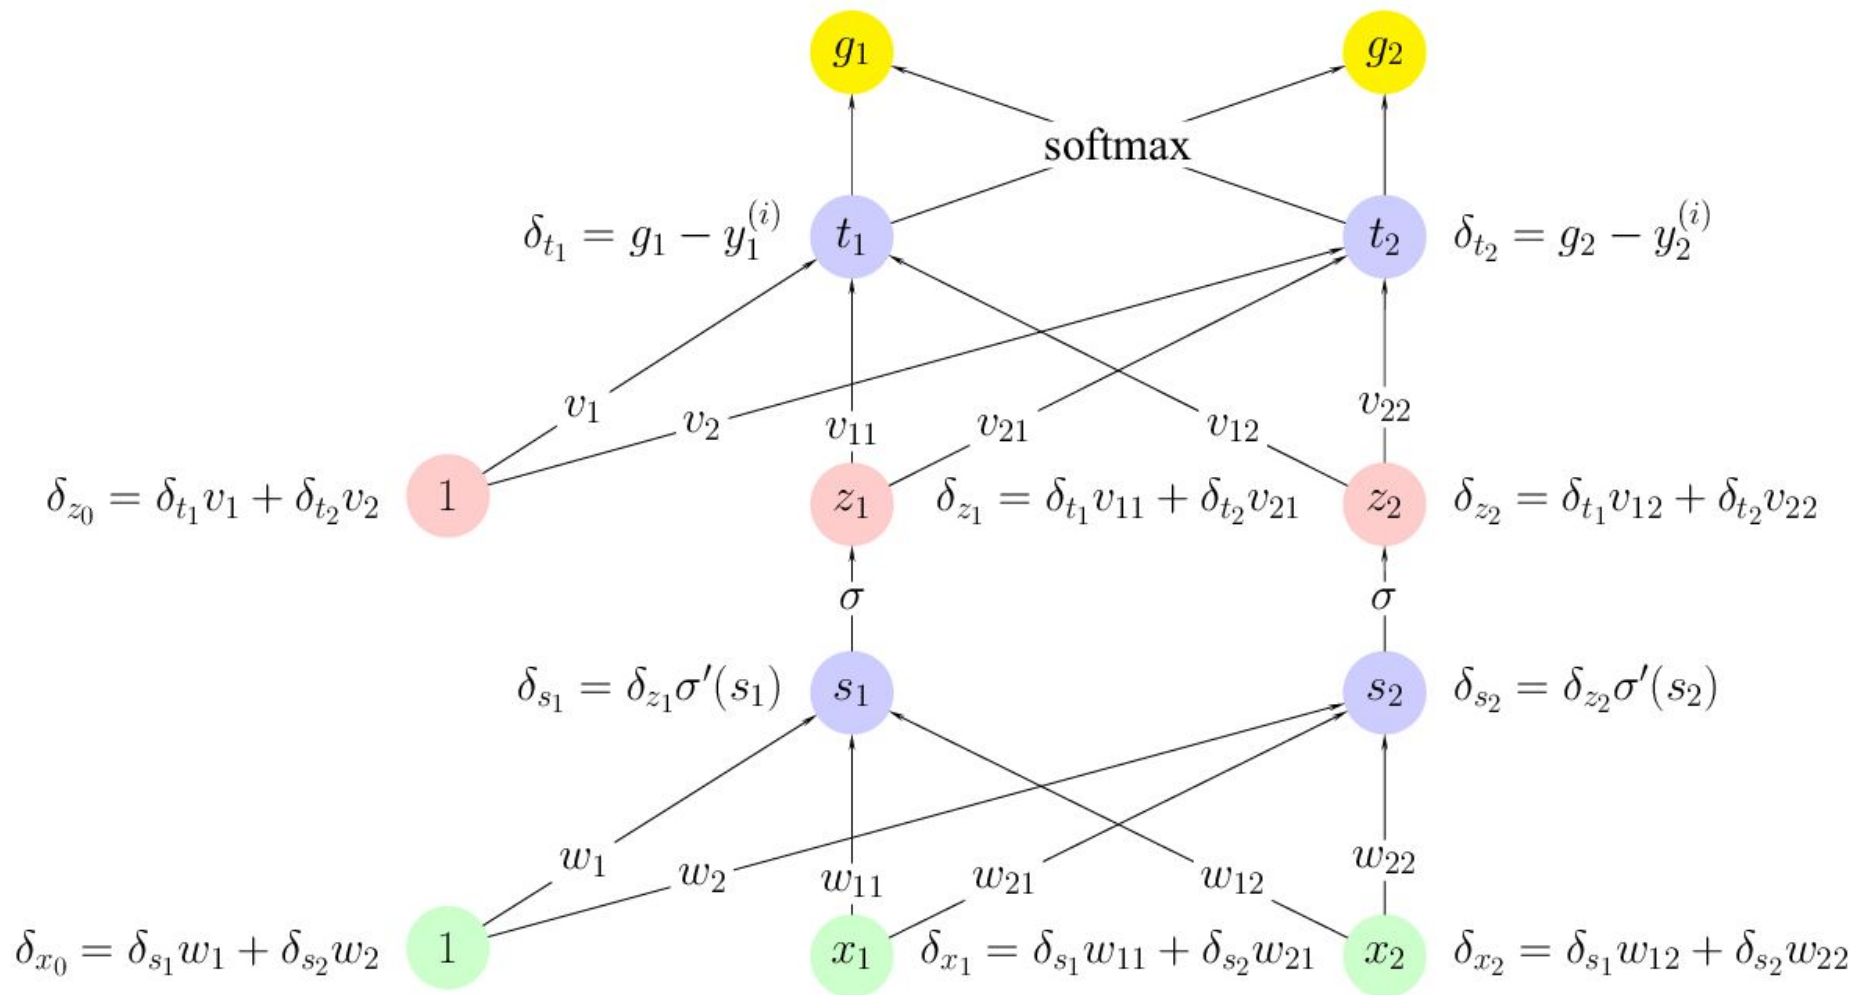 g₁ g₂
softmax
δ_{t₁} = g₁ − y₁^{(i)} t₁ t₂ δ_{t₂} = g₂ − y₂^{(i)}
v₁ v₂ v₁₁ v₂₁ v₁₂ v₂₂
δ_{z₀} = δ_{t₁}v₁ + δ_{t₂}v₂ 1 z₁ δ_{z₁} = δ_{t₁}v₁₁ + δ_{t₂}v₂₁ z₂ δ_{z₂} = δ_{t₁}v₁₂ + δ_{t₂}v₂₂
σ σ
δ_{s₁} = δ_{z₁}σ′(s₁) s₁ s₂ δ_{s₂} = δ_{z₂}σ′(s₂)
w₁ w₂ w₁₁ w₂₁ w₁₂ w₂₂
δ_{x₀} = δ_{s₁}w₁ + δ_{s₂}w₂ 1 x₁ δ_{x₁} = δ_{s₁}w₁₁ + δ_{s₂}w₂₁ x₂ δ_{x₂} = δ_{s₁}w₁₂ + δ_{s₂}w₂₂